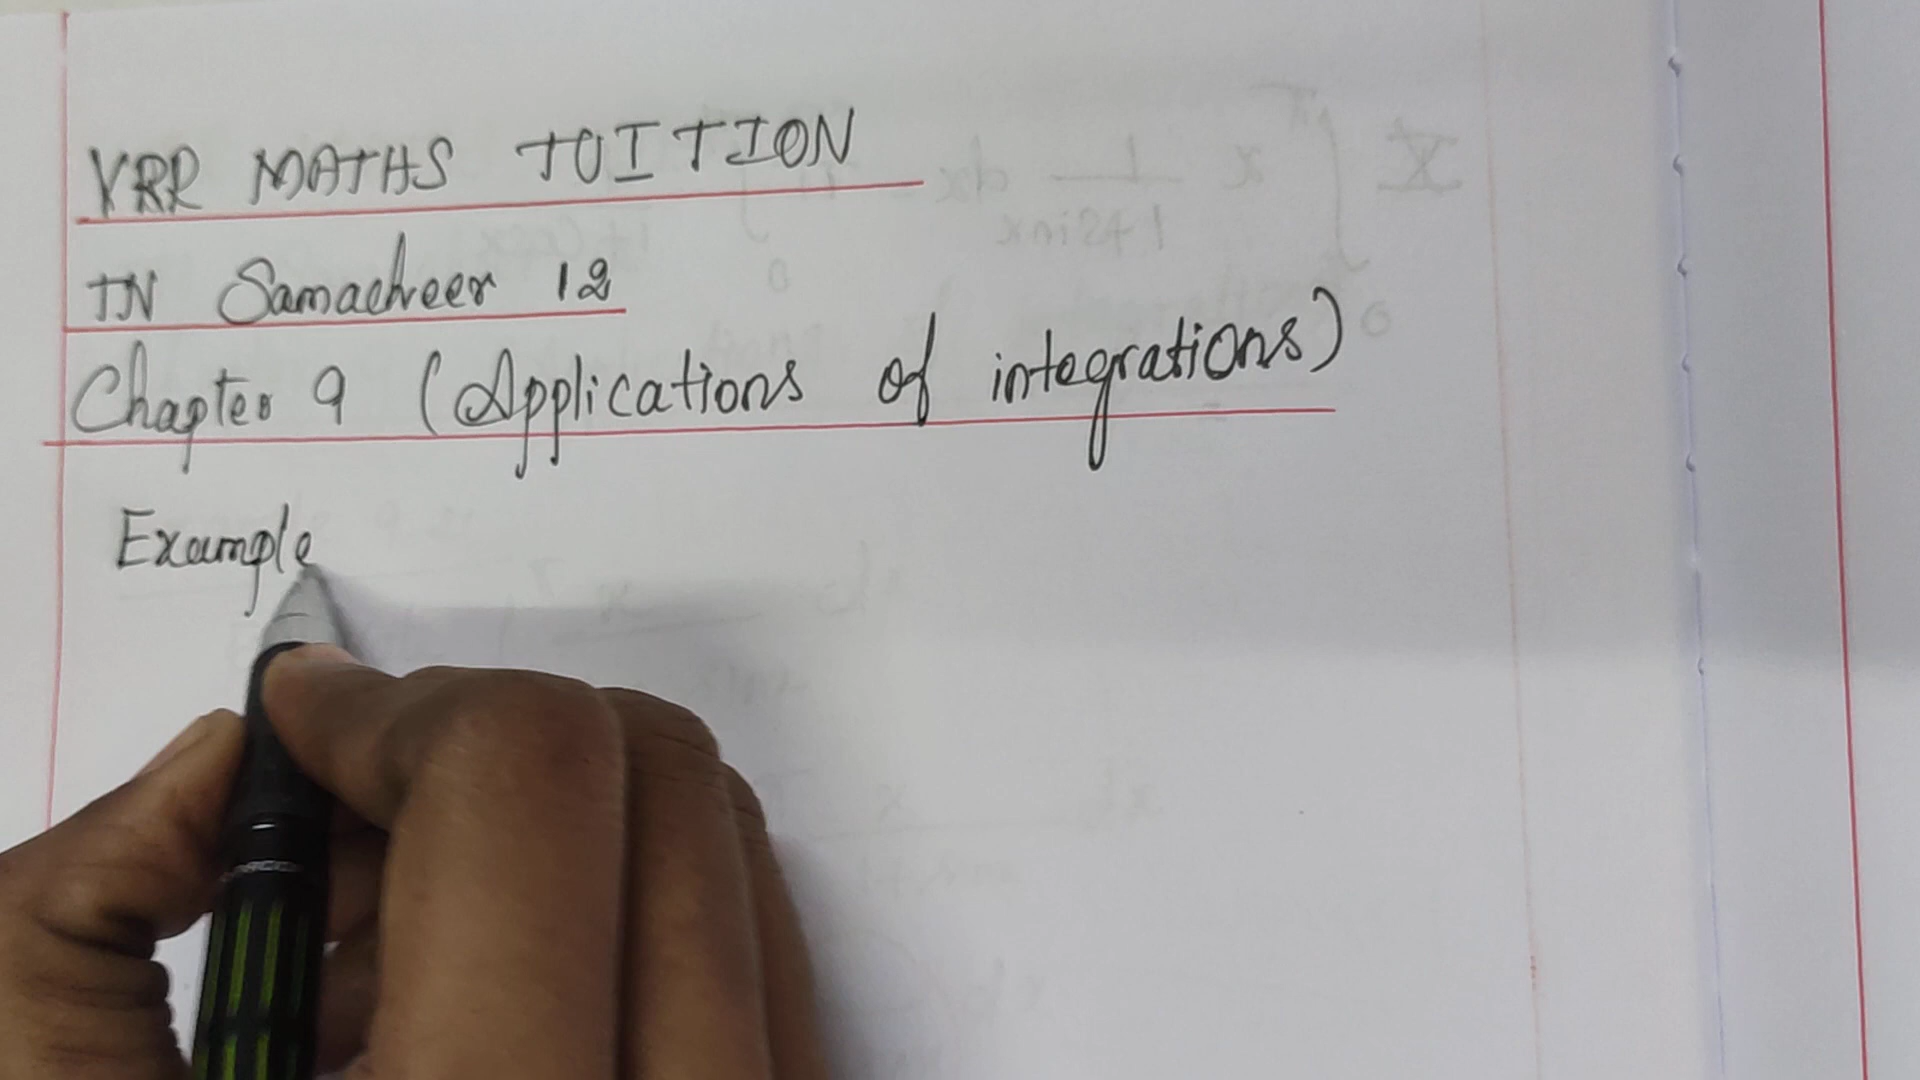 VRR MATHS TUITION
TN Samacheer 12
Chapter 9 (Applications of integrations)
Example